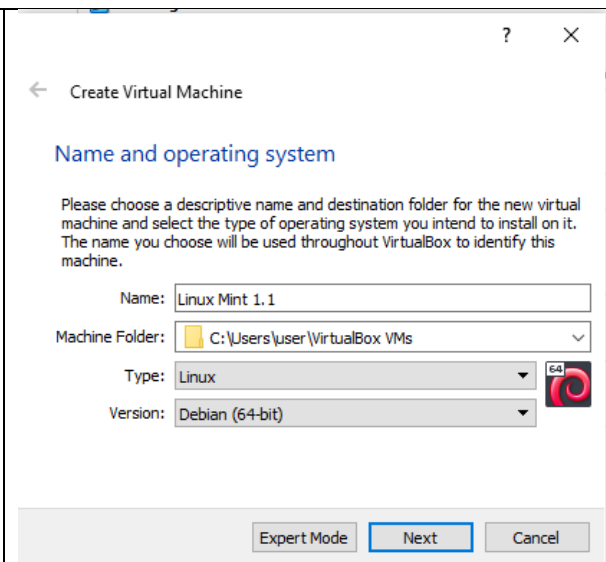 ?
Create Virtual Machine
Name and operating system
Please choose a descriptive name and destination folder for the new virtual
machine and select the type of operating system you intend to install on it.
The name you choose will be used throughout VirtualBox to identify this
machine.
Name: Linux Mint 1.1
Machine Folder: C:\Users\user\VirtualBox VMs
Type: Linux
64
Version: Debian (64-bit)
Expert Mode Next Cancel